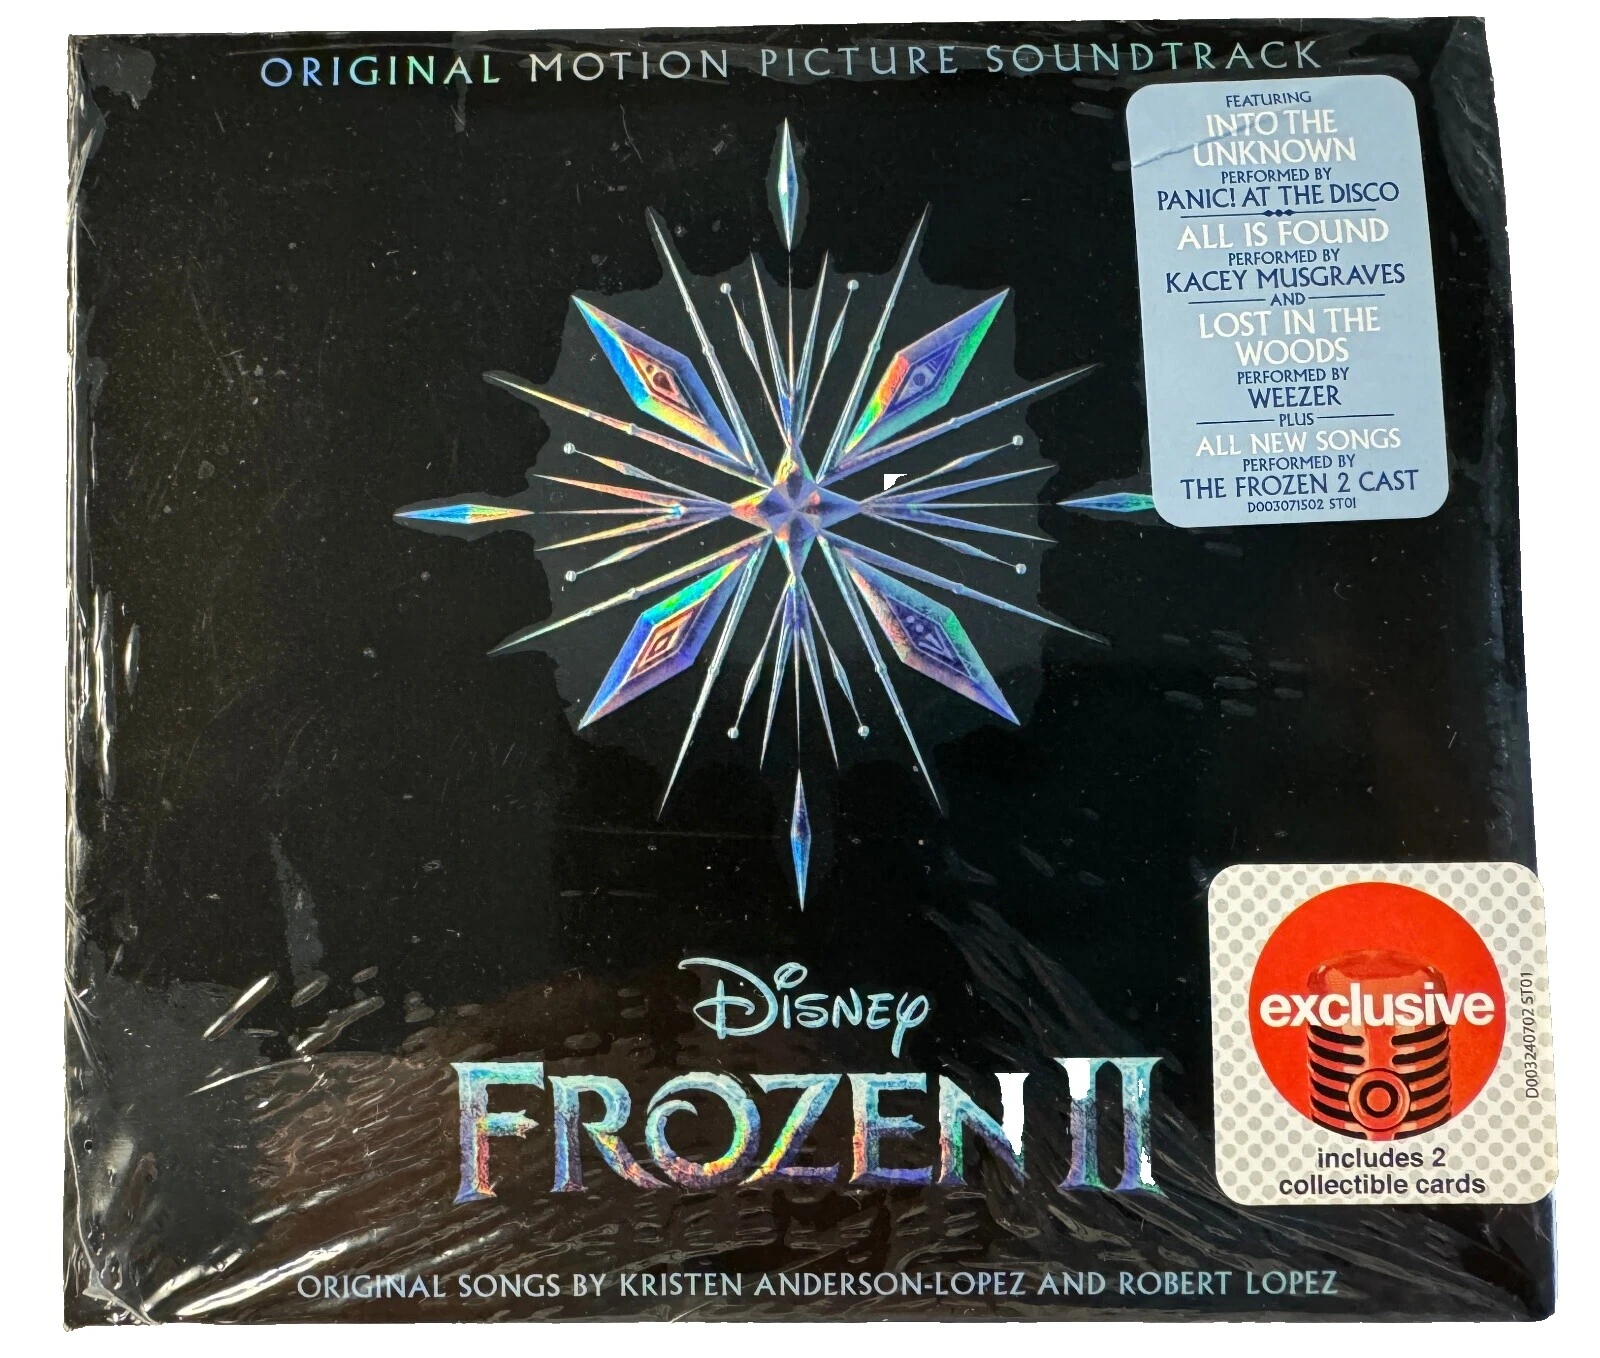 ORIGINAL MOTION PICTURE SOUNDTRACK
FEATURING
INTO THE
UNKNOWN
PERFORMED BY
PANIC! AT THE DISCO
ALL IS FOUND
PERFORMED BY
KACEY MUSGRAVES
AND
LOST IN THE
WOODS
PERFORMED BY
WEEZER
PLUS
ALL NEW SONGS
PERFORMED BY
THE FROZEN 2 CAST
D003071502 ST01
DISNEY
FROZEN II
exclusive
includes 2
collectible cards
D003240702 ST01
ORIGINAL SONGS BY KRISTEN ANDERSON-LOPEZ AND ROBERT LOPEZ